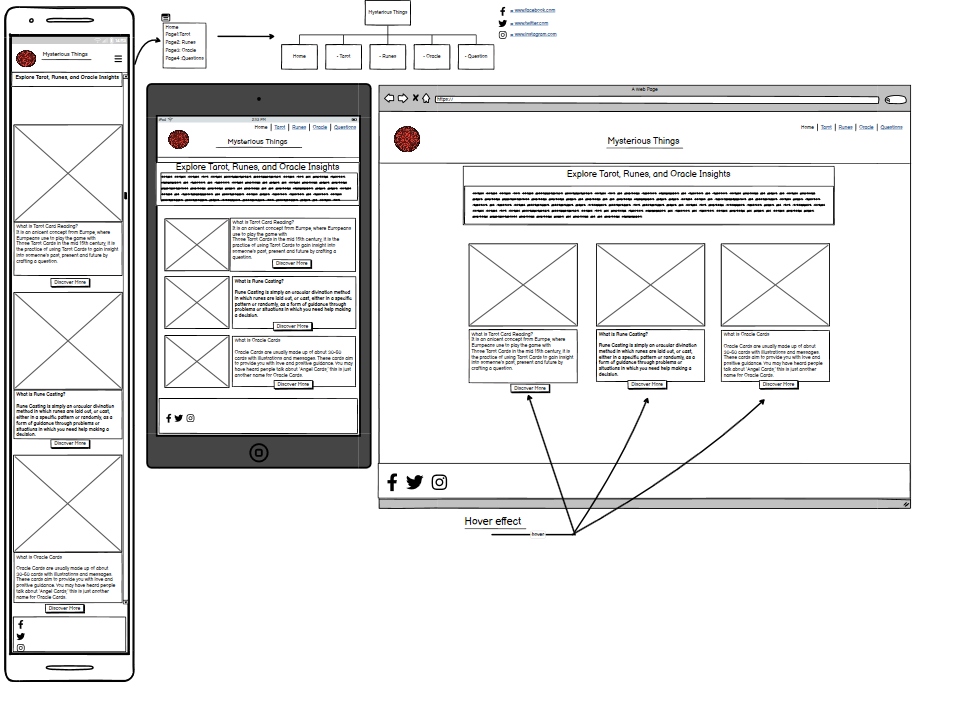 Mysterious Things
Explore Tarot, Runes, and Oracle Insights
What is Tarot Card Reading?
It is an anicent concept from Europe, where
Europeans use to play the game with
Three Tarot Cards in the mid 15th century, it is
the practice of using Tarot Cards to gain insight
into someone's past, present and future by
crafting a question.
Discover More
What is Rune Casting?
Rune Casting is simply an oracular divination
method in which runes are laid out, or cast,
either in a specific pattern or randomly, as a
form of guidance through problems or
situations in which you need help making a
decision.
Discover More
What is Oracle Cards
Oracle Cards are usually made up of about
30-60 cards with illustrations and messages.
These cards aim to provide you with love and
positive guidance. You may have heard people
talk about 'Angel Cards,' this is just another
name for Oracle Cards.
Discover More
Home
Page1:Tarot
Page2: Runes
Page3: Oracle
Page4 :Questions
Mysterious Things
Home
- Tarot
- Runes
- Oracle
- Question
= www.facebook.com
= www.twitter.com
= www.instagram.com
iPad
2:53 PM
Home | Tarot | Runes | Oracle | Questions
Mysterious Things
Explore Tarot, Runes, and Oracle Insights
What is Tarot Card Reading?
It is an anicent concept from Europe, where Europeans
use to play the game with
Three Tarot Cards in the mid 15th century, it is the
practice of using Tarot Cards to gain insight into
someone's past, present and future by crafting a
question.
Discover More
What is Rune Casting?
Rune Casting is simply an oracular divination method
in which runes are laid out, or cast, either in a specific
pattern or randomly, as a form of guidance through
problems or situations in which you need help making
a decision.
Discover More
What is Oracle Cards
Oracle Cards are usually made up of about 30-60
cards with illustrations and messages. These cards aim
to provide you with love and positive guidance. You may
have heard people talk about 'Angel Cards,' this is just
another name for Oracle Cards.
Discover More
A Web Page
https://
Home | Tarot | Runes | Oracle | Questions
Mysterious Things
Explore Tarot, Runes, and Oracle Insights
What is Tarot Card Reading?
It is an anicent concept from Europe, where
Europeans use to play the game with
Three Tarot Cards in the mid 15th century, it is
the practice of using Tarot Cards to gain insight
into someone's past, present and future by
crafting a question.
Discover More
What is Rune Casting?
Rune Casting is simply an oracular divination
method in which runes are laid out, or cast,
either in a specific pattern or randomly, as a
form of guidance through problems or
situations in which you need help making a
decision.
Discover More
What is Oracle Cards
Oracle Cards are usually made up of about
30-60 cards with illustrations and messages.
These cards aim to provide you with love and
positive guidance. You may have heard people
talk about 'Angel Cards,' this is just another
name for Oracle Cards.
Discover More
Hover effect
hover